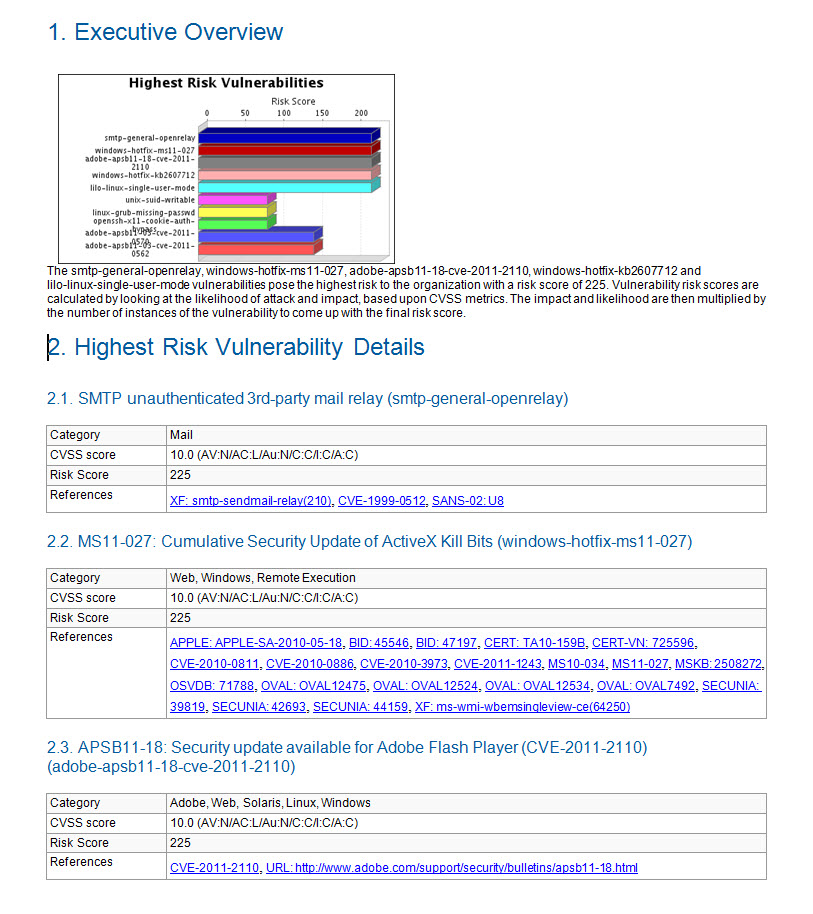 1. Executive Overview
Highest Risk Vulnerabilities
Risk Score
0 50 100 150 200
smtp-general-openrelay
windows-hotfix-ms11-027
adobe-apsb11-18-cve-2011-
2110
windows-hotfix-kb2607712
lilo-linux-single-user-mode
unix-suid-writable
linux-grub-missing-passwd
openssh-x11-cookie-auth-
bypass
adobe-apsb11-03-cve-2011-
0570
adobe-apsb11-03-cve-2011-
0562
The smtp-general-openrelay, windows-hotfix-ms11-027, adobe-apsb11-18-cve-2011-2110, windows-hotfix-kb2607712 and
lilo-linux-single-user-mode vulnerabilities pose the highest risk to the organization with a risk score of 225. Vulnerability risk scores are
calculated by looking at the likelihood of attack and impact, based upon CVSS metrics. The impact and likelihood are then multiplied by
the number of instances of the vulnerability to come up with the final risk score.
2. Highest Risk Vulnerability Details
2.1. SMTP unauthenticated 3rd-party mail relay (smtp-general-openrelay)
Category Mail
CVSS score 10.0 (AV:N/AC:L/Au:N/C:C/I:C/A:C)
Risk Score 225
References XF: smtp-sendmail-relay(210), CVE-1999-0512, SANS-02: U8
2.2. MS11-027: Cumulative Security Update of ActiveX Kill Bits (windows-hotfix-ms11-027)
Category Web, Windows, Remote Execution
CVSS score 10.0 (AV:N/AC:L/Au:N/C:C/I:C/A:C)
Risk Score 225
References APPLE: APPLE-SA-2010-05-18, BID: 45546, BID: 47197, CERT: TA10-159B, CERT-VN: 725596,
CVE-2010-0811, CVE-2010-0886, CVE-2010-3973, CVE-2011-1243, MS10-034, MS11-027, MSKB: 2508272,
OSVDB: 71788, OVAL: OVAL12475, OVAL: OVAL12524, OVAL: OVAL12534, OVAL: OVAL7492, SECUNIA:
39819, SECUNIA: 42693, SECUNIA: 44159, XF: ms-wmi-wbemsingleview-ce(64250)
2.3. APSB11-18: Security update available for Adobe Flash Player (CVE-2011-2110)
(adobe-apsb11-18-cve-2011-2110)
Category Adobe, Web, Solaris, Linux, Windows
CVSS score 10.0 (AV:N/AC:L/Au:N/C:C/I:C/A:C)
Risk Score 225
References CVE-2011-2110, URL: http://www.adobe.com/support/security/bulletins/apsb11-18.html